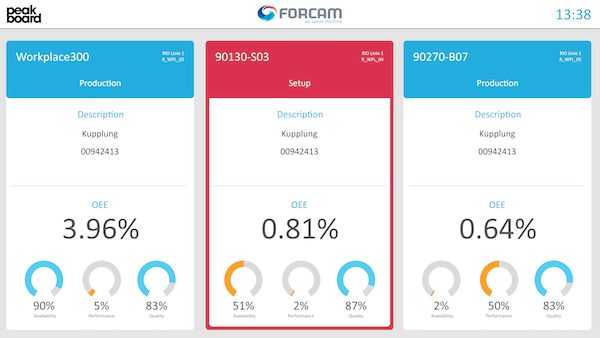 peak
board
FORCAM
we speak machine
13:38
Workplace300
RIO Linie 1
R_WPL_03
Production
Description
Kupplung
00942413
OEE
3.96%
90%
Availability
5%
Performance
83%
Quality
90130-S03
RIO Linie 1
R_WPL_04
Setup
Description
Kupplung
00942413
OEE
0.81%
51%
Availability
2%
Performance
87%
Quality
90270-B07
RIO Linie 1
R_WPL_05
Production
Description
Kupplung
00942413
OEE
0.64%
2%
Availability
50%
Performance
83%
Quality